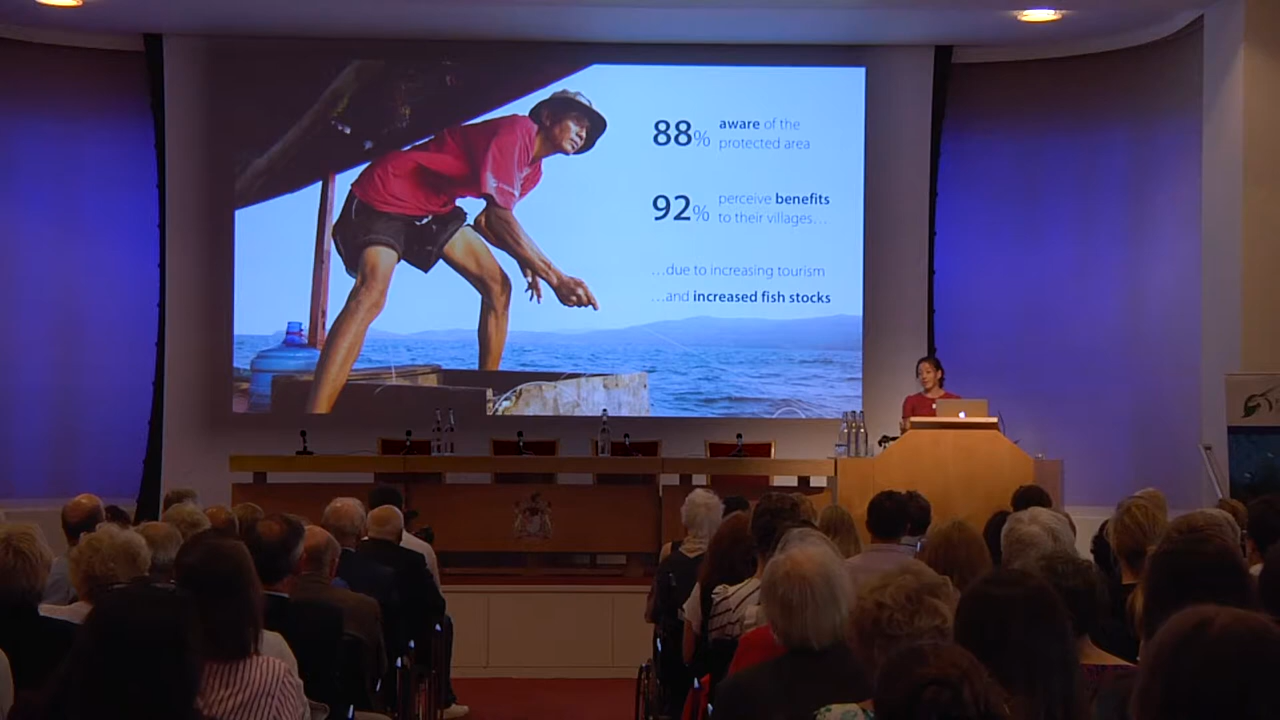 88% aware of the
protected area
92% perceive benefits
to their villages…
…due to increasing tourism
…and increased fish stocks